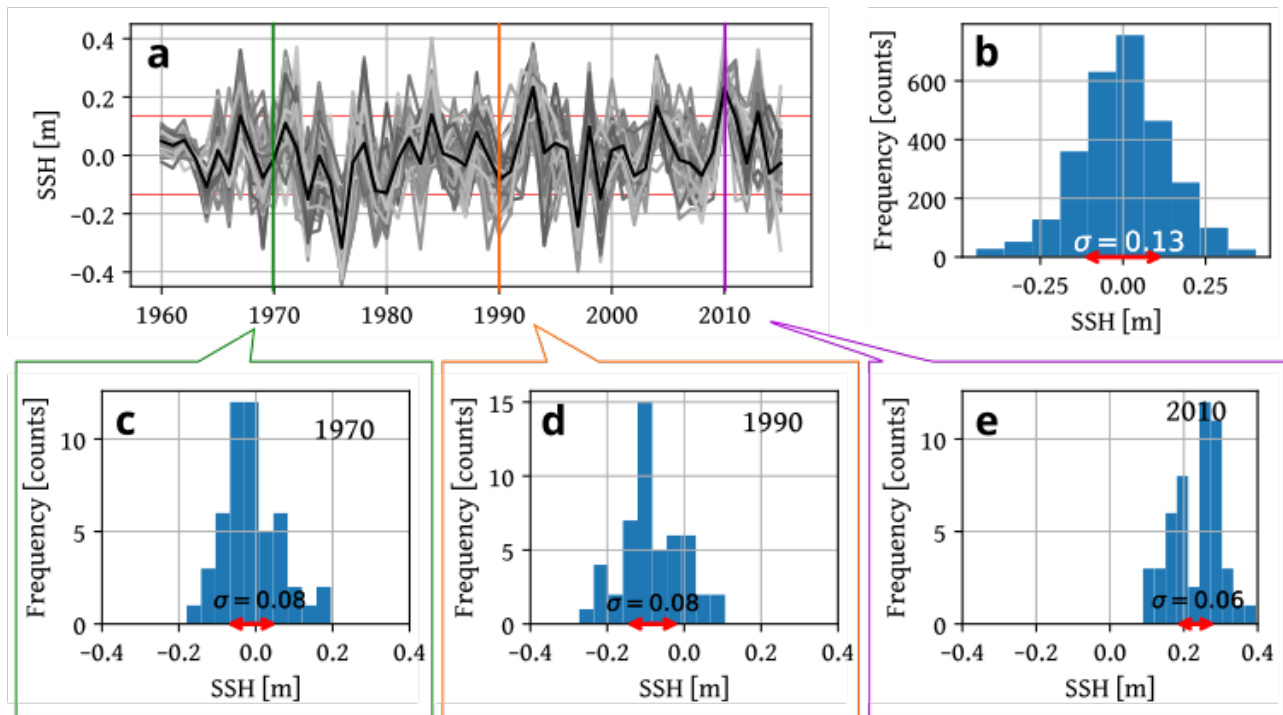 a
0.4
0.2
0.0
−0.2
−0.4
SSH [m]
1960
1970
1980
1990
2000
2010
b
Frequency [counts]
600
400
200
0
σ = 0.13
−0.25
0.00
0.25
SSH [m]
c
1970
Frequency [counts]
10
5
0
σ = 0.08
−0.4
−0.2
0.0
0.2
0.4
SSH [m]
d
1990
Frequency [counts]
15
10
5
0
σ = 0.08
−0.4
−0.2
0.0
0.2
0.4
SSH [m]
e
2010
Frequency [counts]
10
5
0
σ = 0.06
−0.4
−0.2
0.0
0.2
0.4
SSH [m]